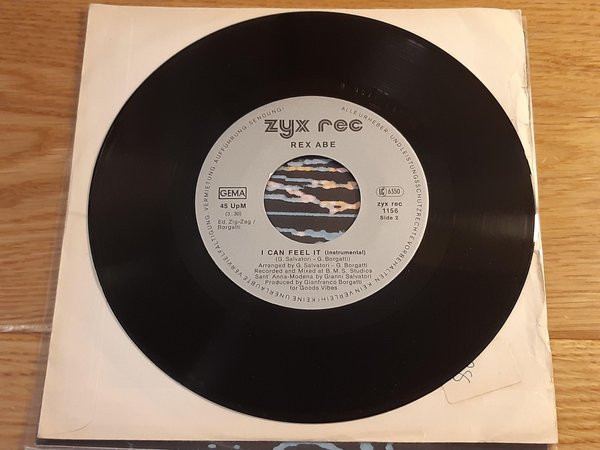 ALLE URHEBER- UND LEISTUNGSSCHUTZRECHTE VORBEHALTEN. KEIN VERLEIH! KEINE UNERLAUBTE VERVIELFÄLTIGUNG, VERMIETUNG, AUFFÜHRUNG, SENDUNG!
zyx rec
REX ABE
GEMA
45 UpM
(3:30)
Ed. Zig-Zag /
Borgatti
LC 6350
zyx rec
1156
Side 2
I CAN FEEL IT (Instrumental)
(G. Salvatori - G. Borgatti)
Arranged by G. Salvatori - G. Borgatti
Recorded and Mixed at B. M. S. Studios
Sant' Anna-Modena by Gianni Salvatori
Produced by Gianfranco Borgatti
for Goods Vibes